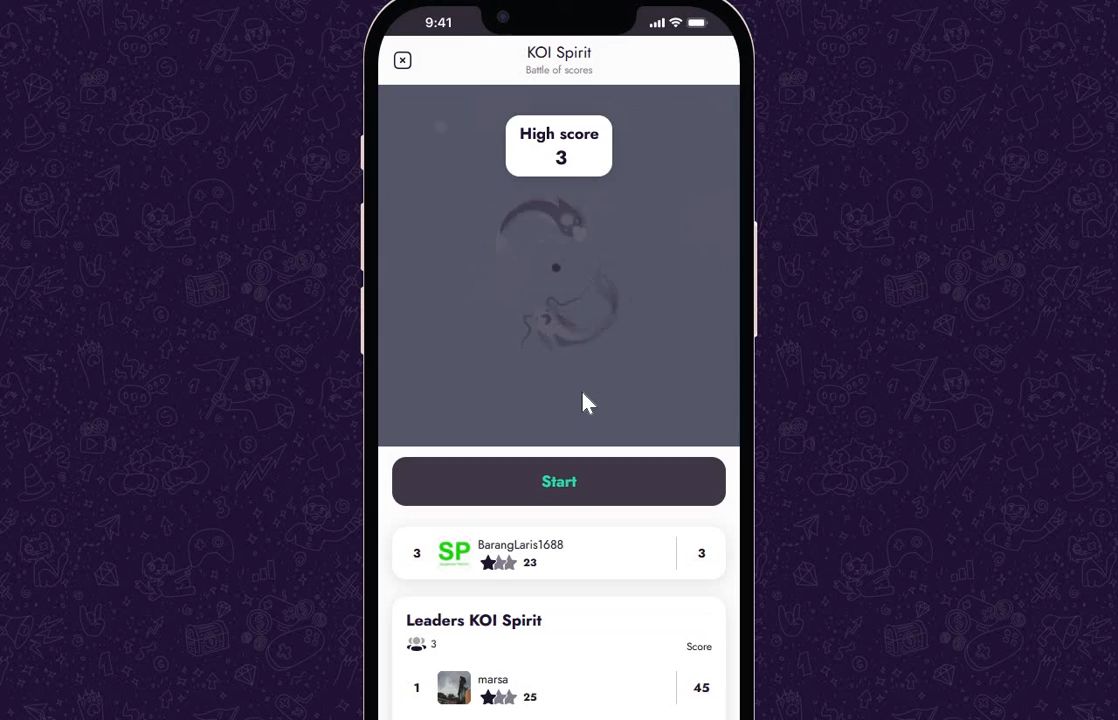 9:41
KOI Spirit
Battle of scores
High score
3
Start
3 SP BarangLaris1688 3
23
Leaders KOI Spirit
3 Score
1 marsa 45
25